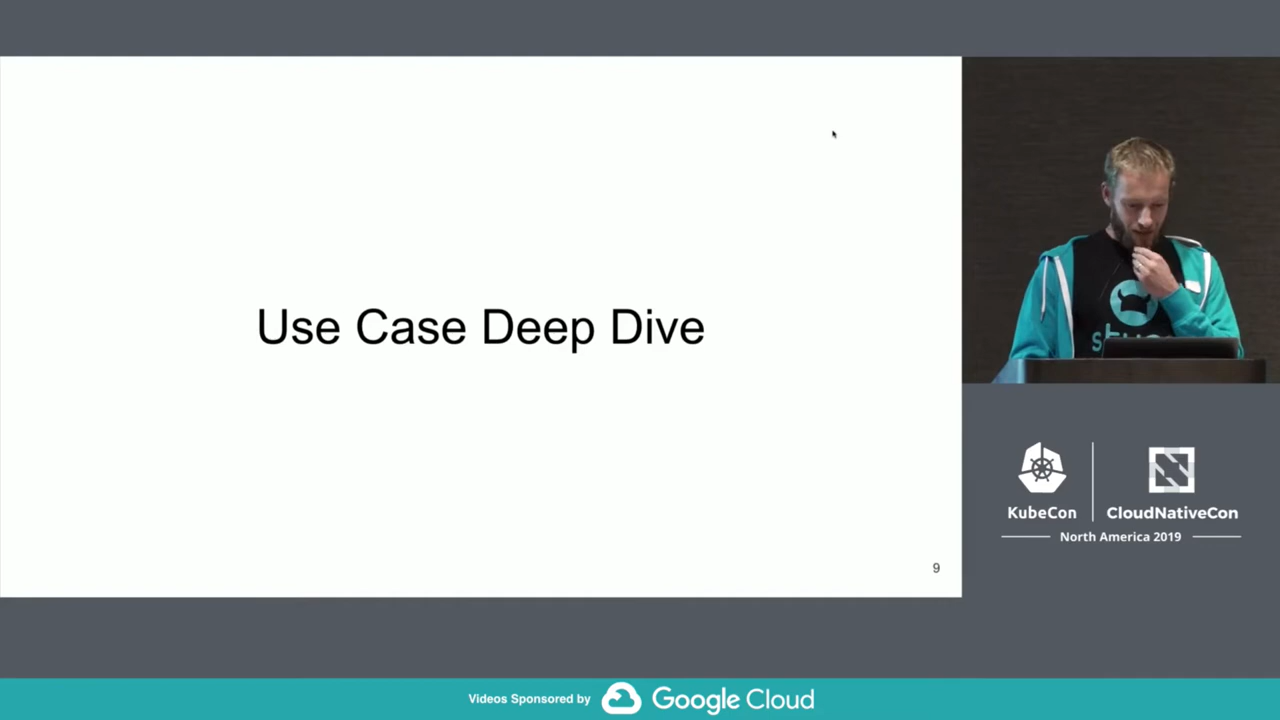 Use Case Deep Dive
9
KubeCon
CloudNativeCon
North America 2019
Videos Sponsored by
Google Cloud